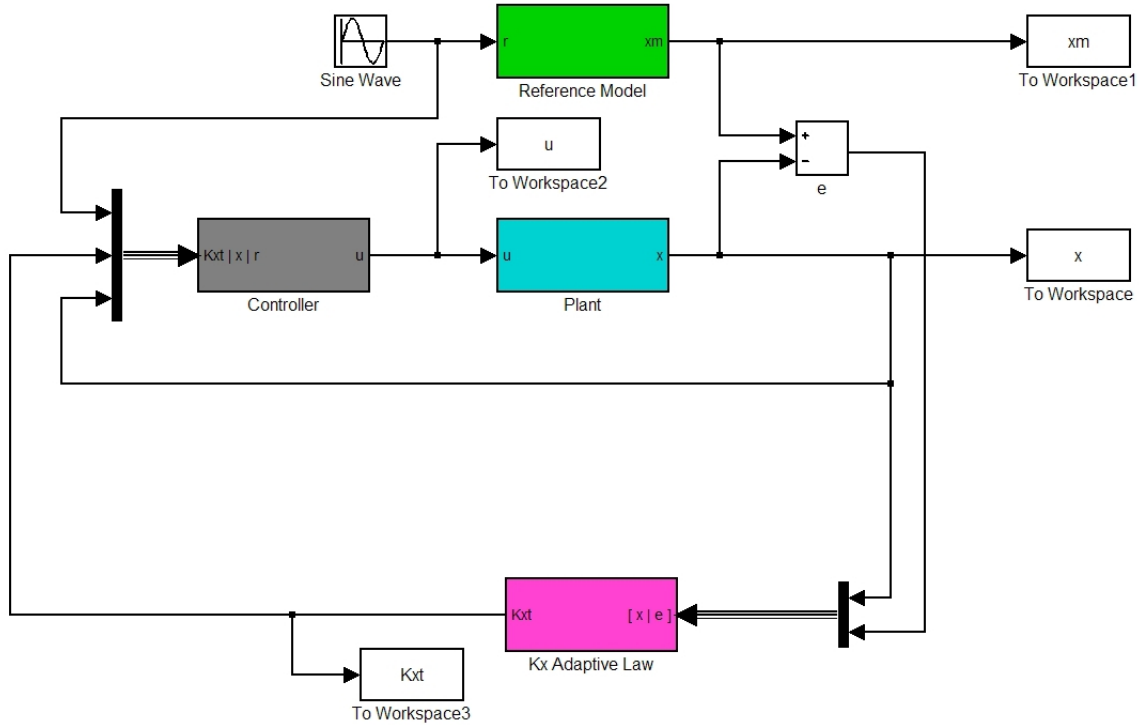 r
xm
xm
Sine Wave
Reference Model
To Workspace1
+
−
u
To Workspace2
e
Kxt | x | r
u
u
x
x
Controller
Plant
To Workspace
Kxt
[ x | e ]
Kx Adaptive Law
Kxt
To Workspace3